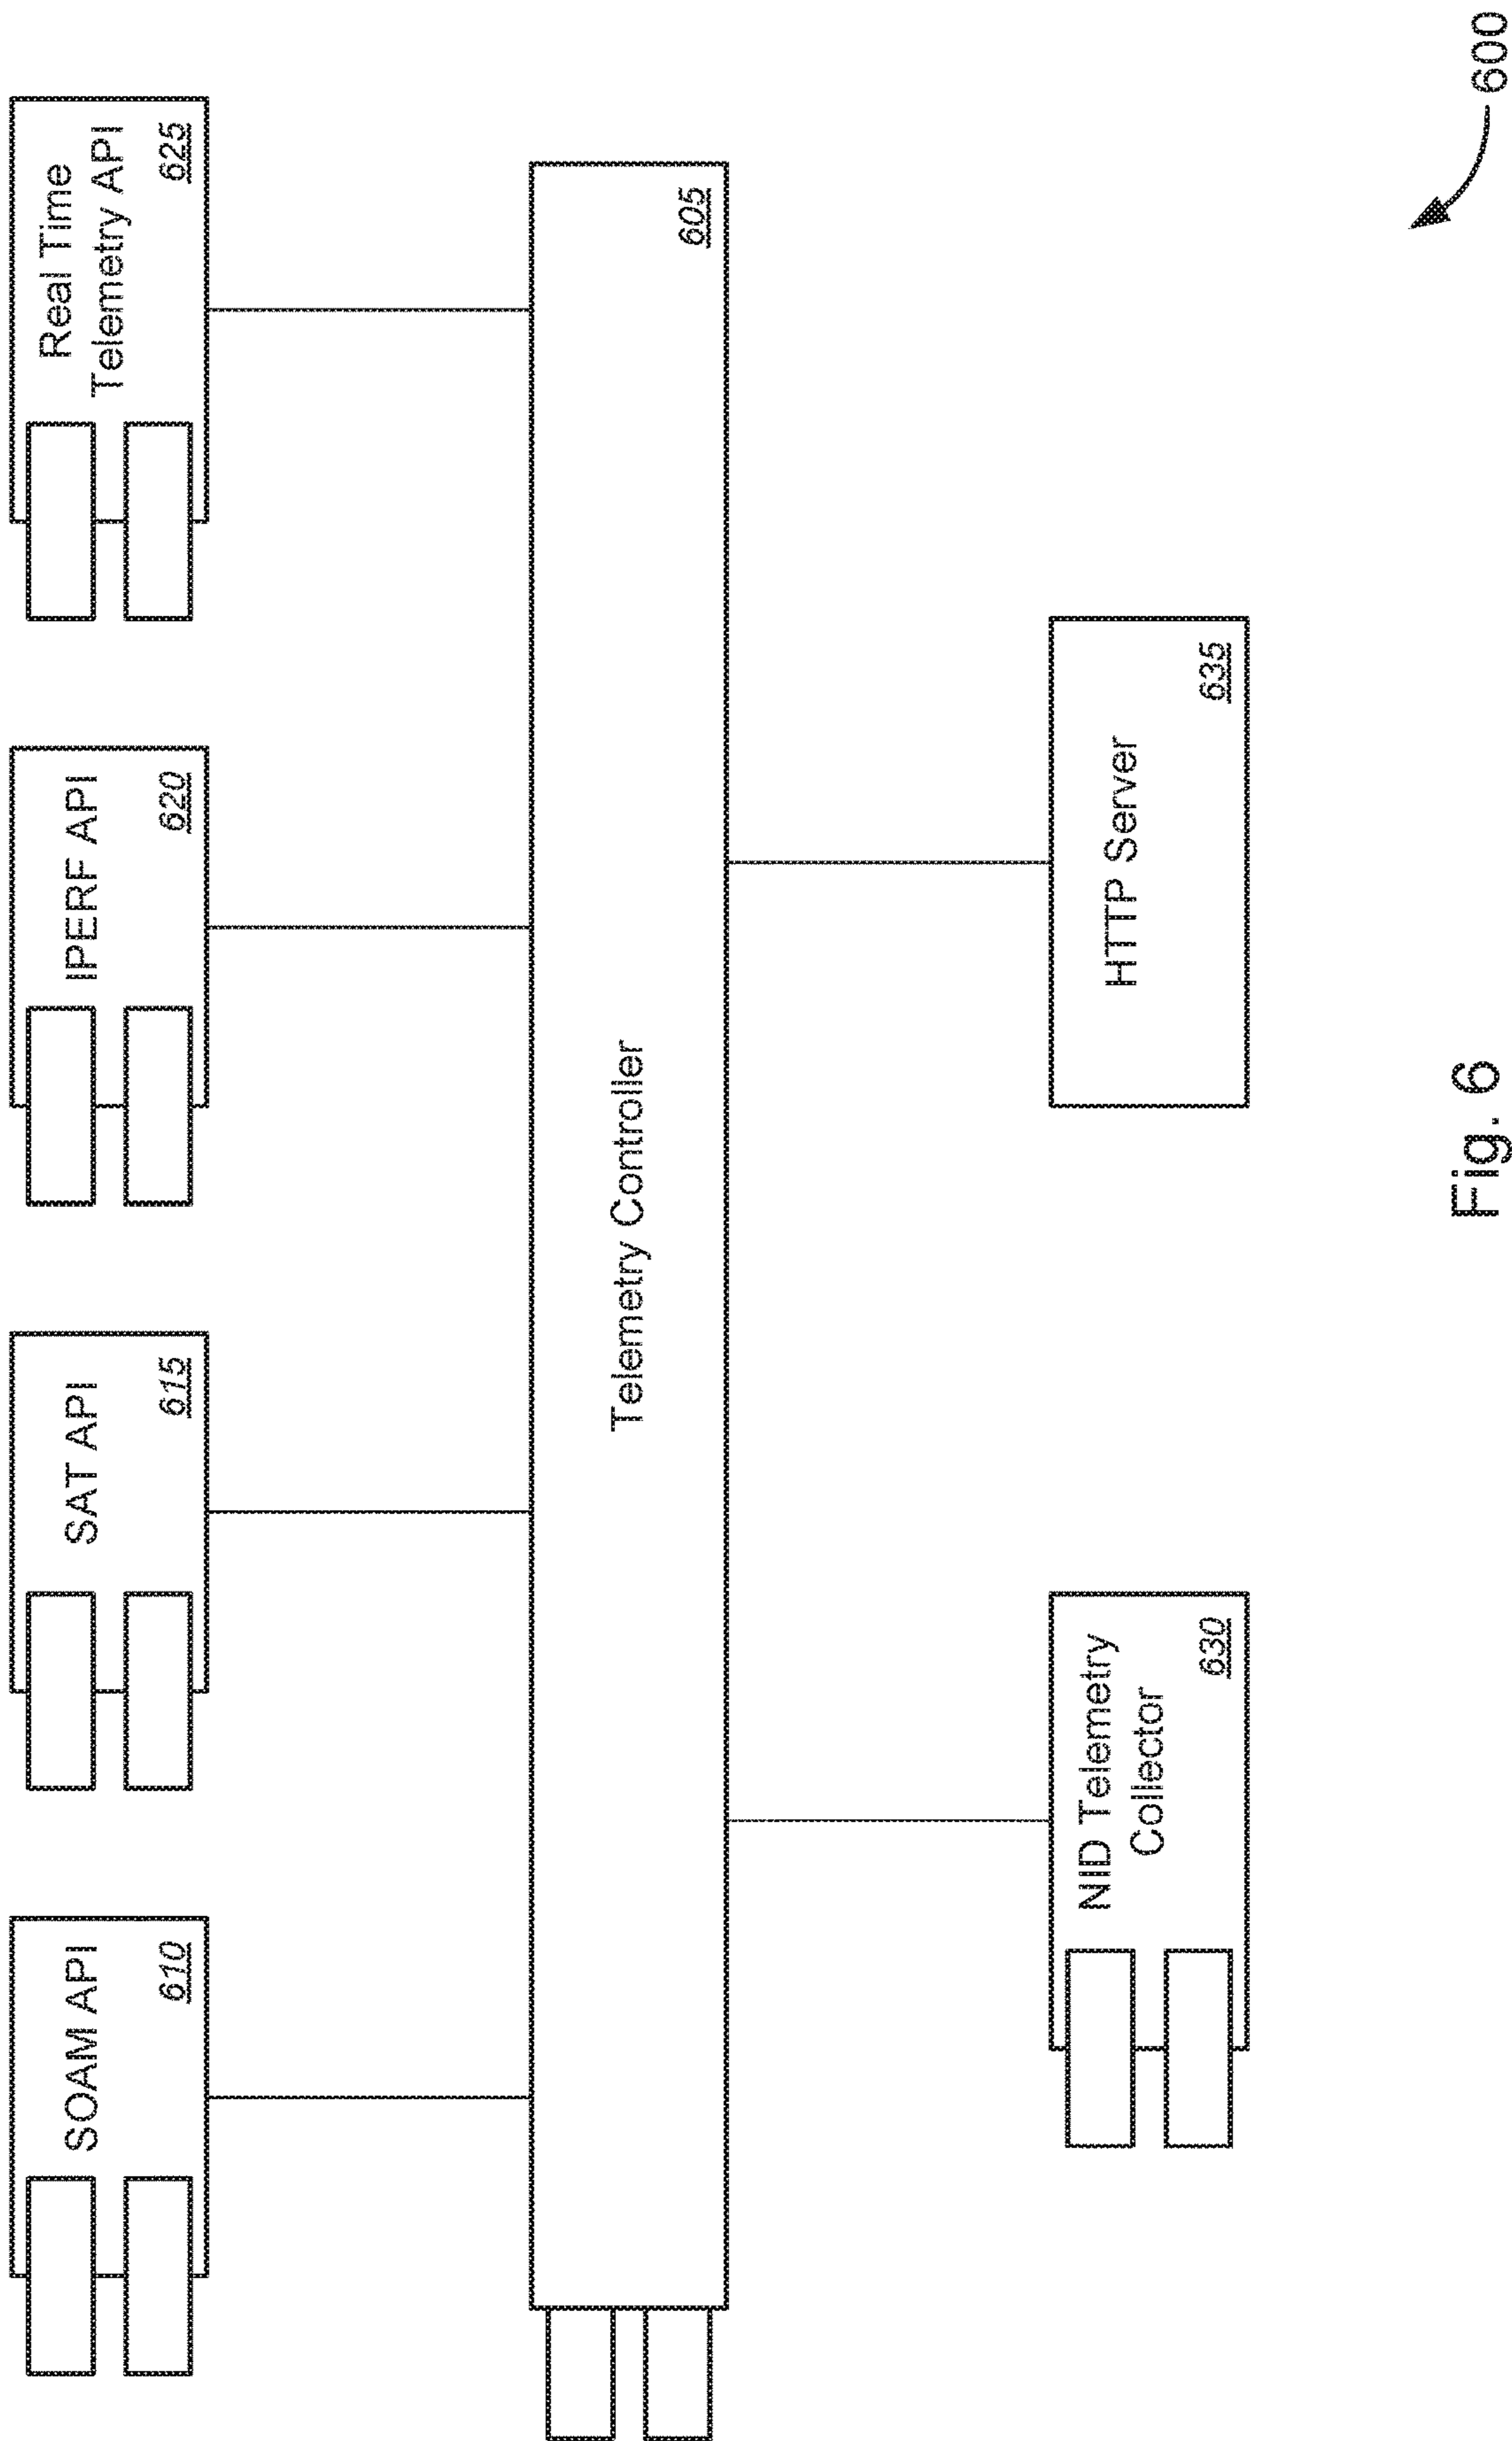 SOAM API
610
SAT API
615
IPERF API
620
Real Time
Telemetry API
625
Telemetry Controller
605
NID Telemetry
Collector
630
HTTP Server
635
Fig. 6
600